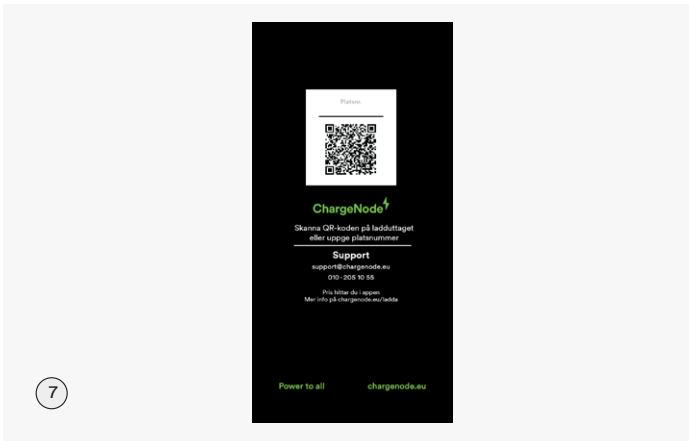 Platsnr.
ChargeNode
Skanna QR-koden på ladduttaget
eller uppge platsnummer
Support
support@chargenode.eu
010-205 10 55
Pris hittar du i appen
Mer info på chargenode.eu/ladda
Power to all
chargenode.eu
7